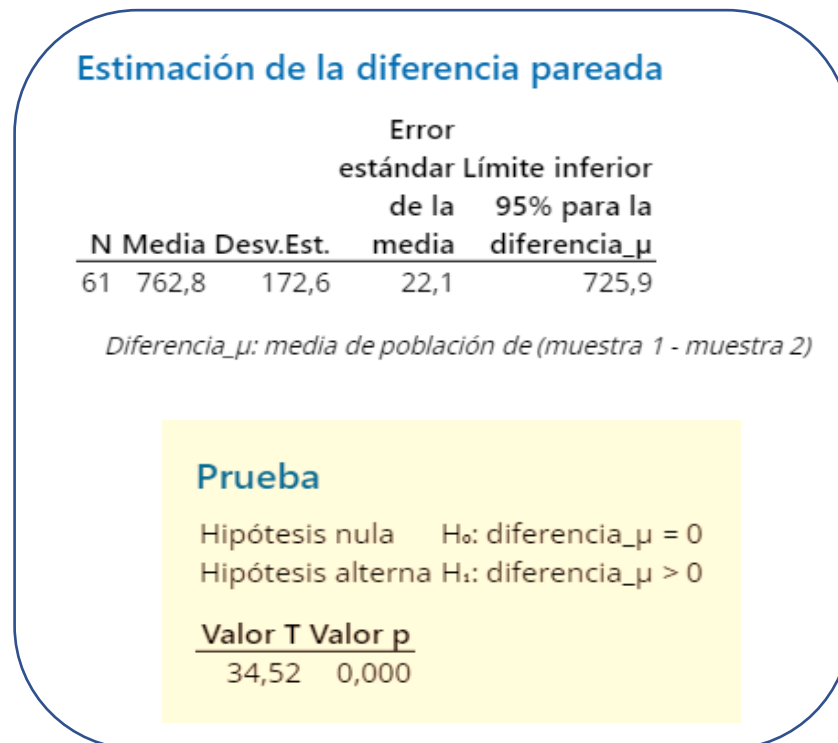 Estimación de la diferencia pareada
Error
estándar Límite inferior
de la 95% para la
N Media Desv.Est. media diferencia_μ
61 762,8 172,6 22,1 725,9
Diferencia_μ: media de población de (muestra 1 - muestra 2)
Prueba
Hipótesis nula H₀: diferencia_μ = 0
Hipótesis alterna H₁: diferencia_μ > 0
Valor T Valor p
34,52 0,000